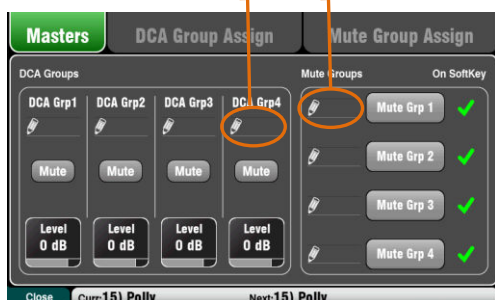 Masters DCA Group Assign Mute Group Assign
DCA Groups Mute Groups On SoftKey
DCA Grp1 DCA Grp2 DCA Grp3 DCA Grp4
Mute Grp 1
Mute Mute Mute Mute
Mute Grp 2
Mute Grp 3
Level Level Level Level
0 dB 0 dB 0 dB 0 dB
Mute Grp 4
Close Curr:15) Polly Next:15) Polly